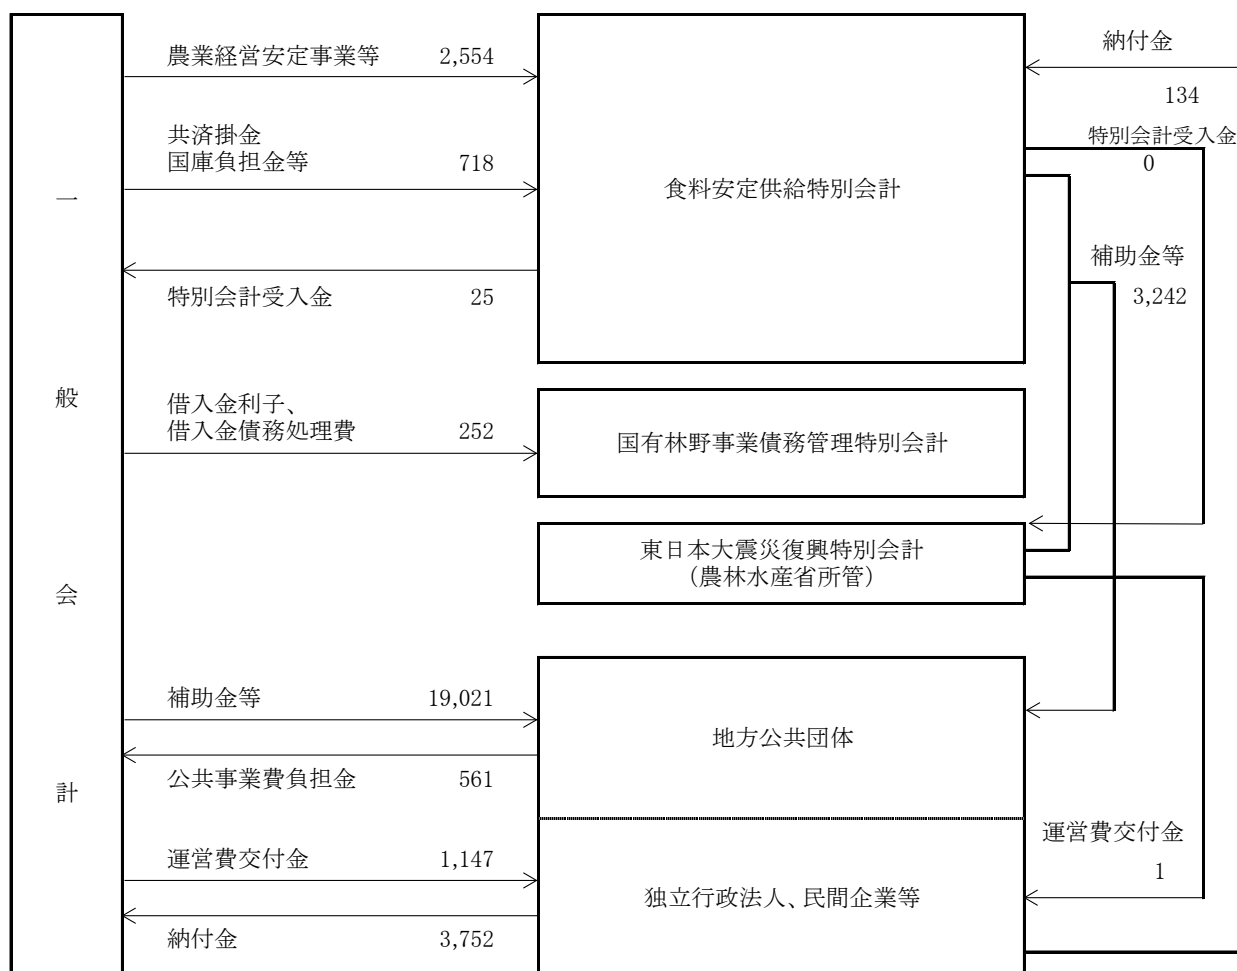 一
般
会
計
農業経営安定事業等 2,554
共済掛金
国庫負担金等 718
特別会計受入金 25
借入金利子、
借入金債務処理費 252
補助金等 19,021
公共事業費負担金 561
運営費交付金 1,147
納付金 3,752
食料安定供給特別会計
国有林野事業債務管理特別会計
東日本大震災復興特別会計
(農林水産省所管)
地方公共団体
独立行政法人、民間企業等
納付金
134
特別会計受入金
0
補助金等
3,242
運営費交付金
1